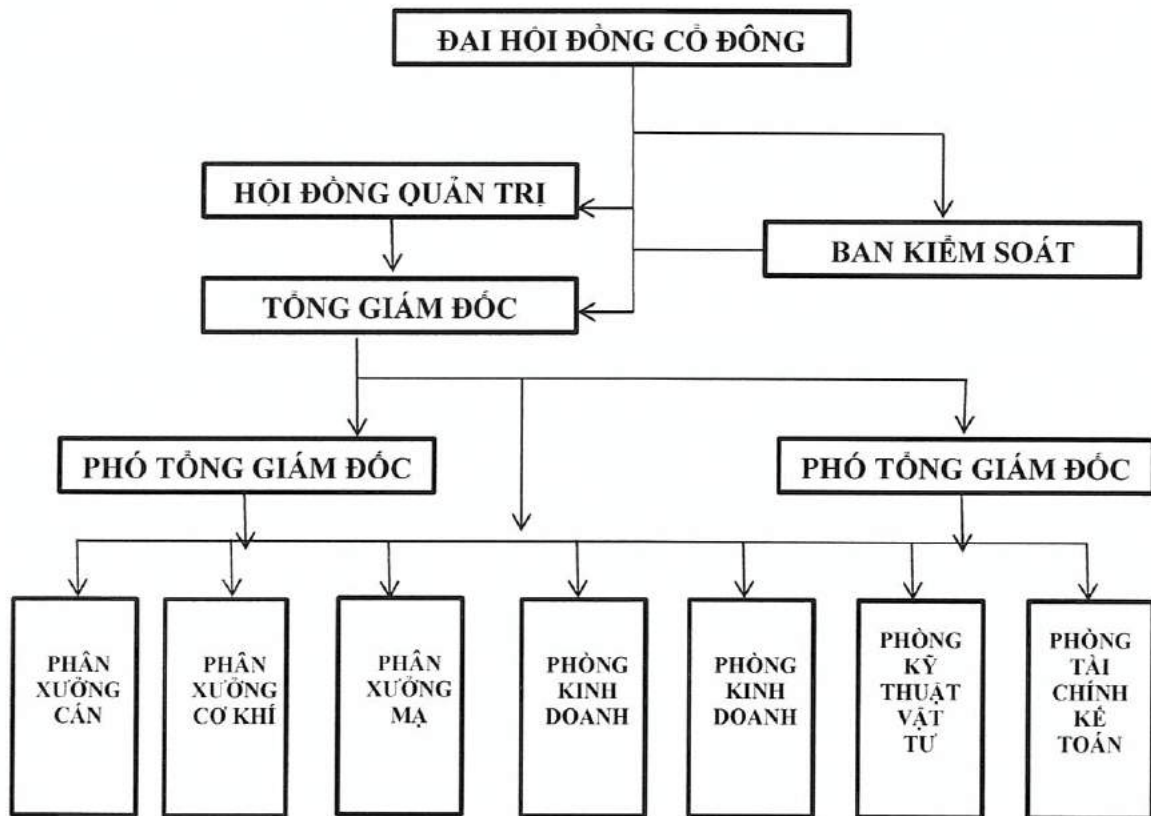 ĐAI HỘI ĐỒNG CỔ ĐÔNG
HỘI ĐỒNG QUẢN TRỊ
BAN KIỂM SOÁT
TỔNG GIÁM ĐỐC
PHÓ TỔNG GIÁM ĐỐC
PHÓ TỔNG GIÁM ĐỐC
PHÂN
XƯỞNG
CÁN
PHÂN
XƯỞNG
CƠ KHÍ
PHÂN
XƯỞNG
MẠ
PHÒNG
KINH
DOANH
PHÒNG
KINH
DOANH
PHÒNG
KỸ
THUẬT
VẬT
TƯ
PHÒNG
TÀI
CHÍNH
KẾ
TOÁN